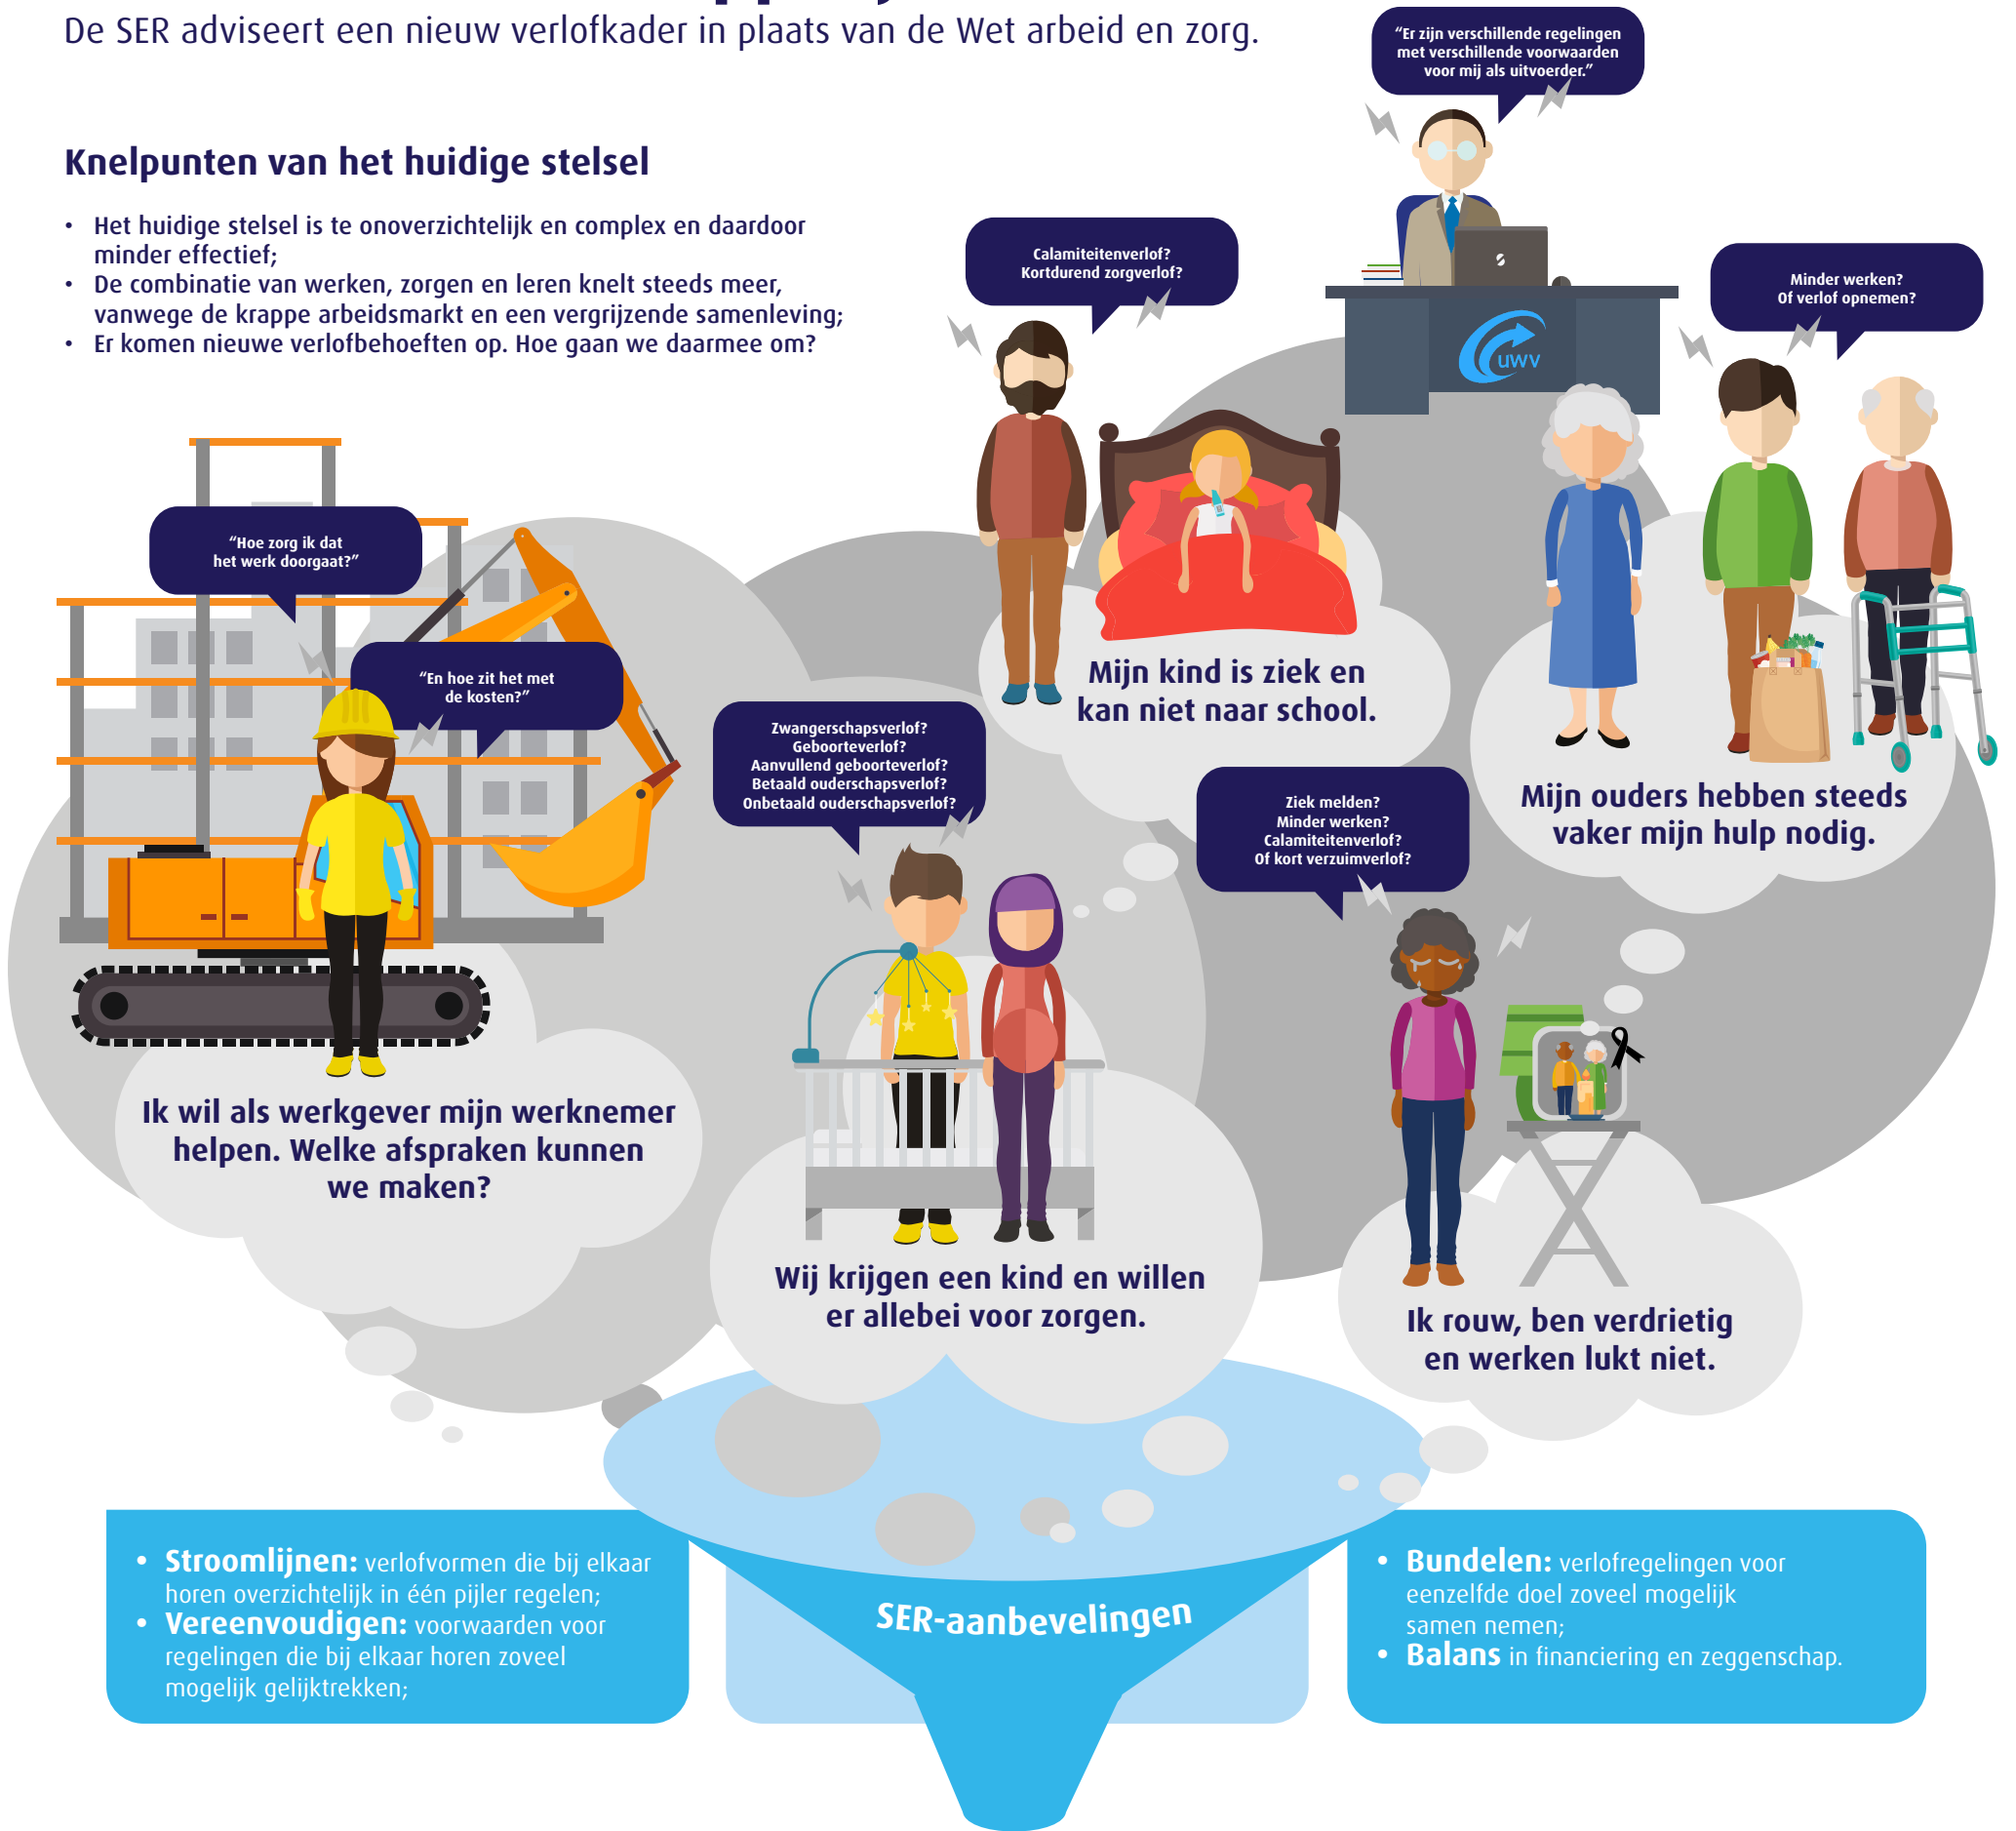 De SER adviseert een nieuw verlofkader in plaats van de Wet arbeid en zorg.
"Er zijn verschillende regelingen
met verschillende voorwaarden
voor mij als uitvoerder."
Knelpunten van het huidige stelsel
• Het huidige stelsel is te onoverzichtelijk en complex en daardoor
minder effectief;
• De combinatie van werken, zorgen en leren knelt steeds meer,
vanwege de krappe arbeidsmarkt en een vergrijzende samenleving;
• Er komen nieuwe verlofbehoeften op. Hoe gaan we daarmee om?
Calamiteitenverlof?
Kortdurend zorgverlof?
Minder werken?
Of verlof opnemen?
uwv
"Hoe zorg ik dat
het werk doorgaat?"
"En hoe zit het met
de kosten?"
Mijn kind is ziek en
kan niet naar school.
Zwangerschapsverlof?
Geboorteverlof?
Aanvullend geboorteverlof?
Betaald ouderschapsverlof?
Onbetaald ouderschapsverlof?
Ziek melden?
Minder werken?
Calamiteitenverlof?
Of kort verzuimverlof?
Mijn ouders hebben steeds
vaker mijn hulp nodig.
Ik wil als werkgever mijn werknemer
helpen. Welke afspraken kunnen
we maken?
Wij krijgen een kind en willen
er allebei voor zorgen.
Ik rouw, ben verdrietig
en werken lukt niet.
• Stroomlijnen: verlofvormen die bij elkaar
horen overzichtelijk in één pijler regelen;
• Vereenvoudigen: voorwaarden voor
regelingen die bij elkaar horen zoveel
mogelijk gelijktrekken;
SER-aanbevelingen
• Bundelen: verlofregelingen voor
eenzelfde doel zoveel mogelijk
samen nemen;
• Balans in financiering en zeggenschap.